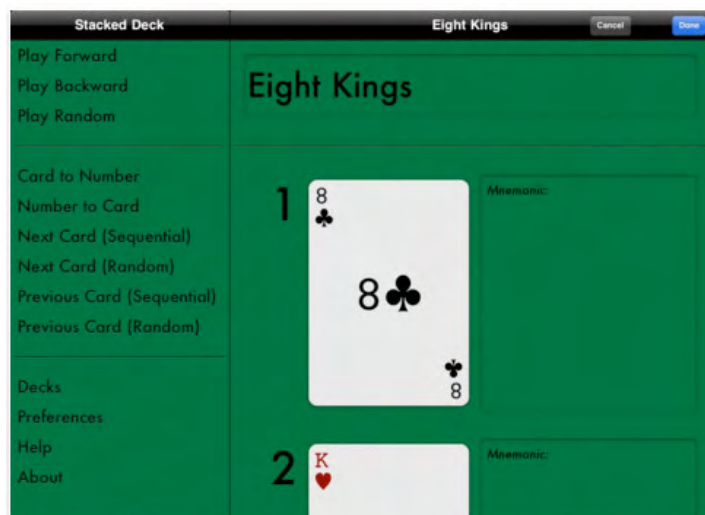 Stacked Deck
Play Forward
Play Backward
Play Random
Card to Number
Number to Card
Next Card (Sequential)
Next Card (Random)
Previous Card (Sequential)
Previous Card (Random)
Decks
Preferences
Help
About
Eight Kings
Cancel
Done
Eight Kings
1
8
8
8
Mnemonic:
2
K
Mnemonic: